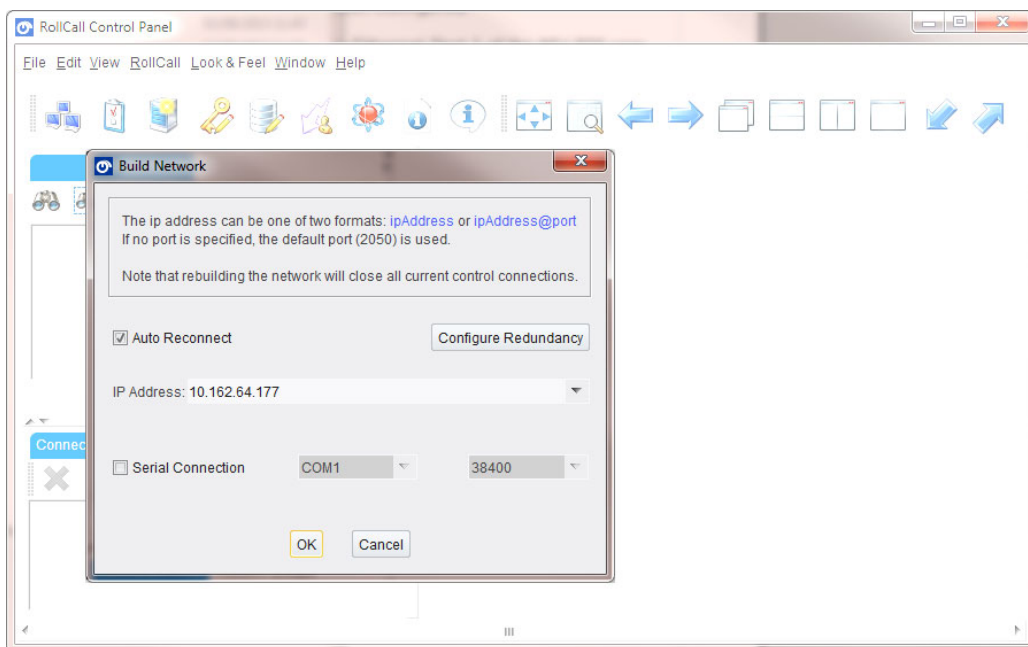 RollCall Control Panel
File Edit View RollCall Look & Feel Window Help
Build Network
The ip address can be one of two formats: ipAddress or ipAddress@port
If no port is specified, the default port (2050) is used.
Note that rebuilding the network will close all current control connections.
Auto Reconnect
Configure Redundancy
IP Address: 10.162.64.177
Connec
Serial Connection
COM1
38400
OK
Cancel